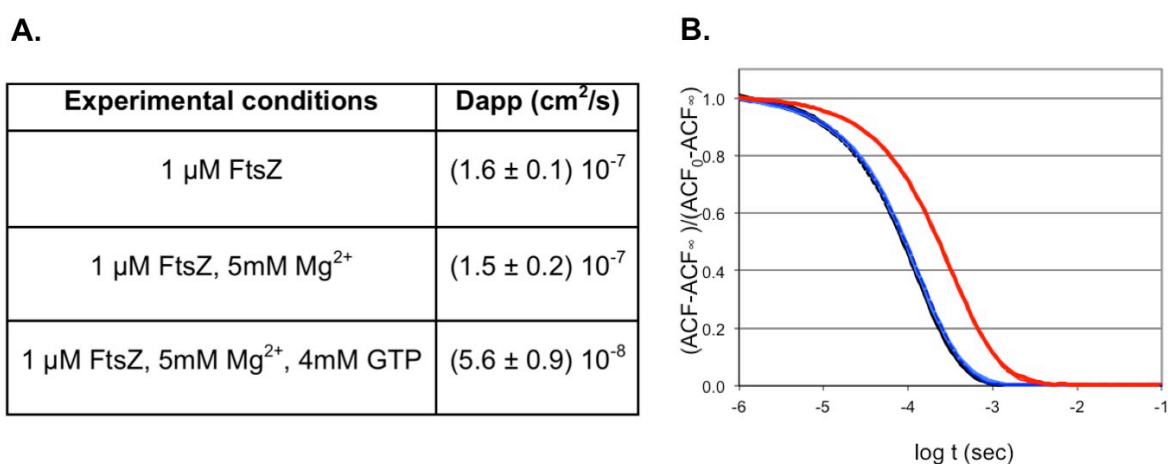 A.
Experimental conditions Dapp (cm²/s)
1 µM FtsZ (1.6 ± 0.1) 10⁻⁷
1 µM FtsZ, 5mM Mg²⁺ (1.5 ± 0.2) 10⁻⁷
1 µM FtsZ, 5mM Mg²⁺, 4mM GTP (5.6 ± 0.9) 10⁻⁸
B.
(ACF-ACF∞)/(ACF₀-ACF∞)
1.0
0.8
0.6
0.4
0.2
0.0
-6 -5 -4 -3 -2 -1
log t (sec)